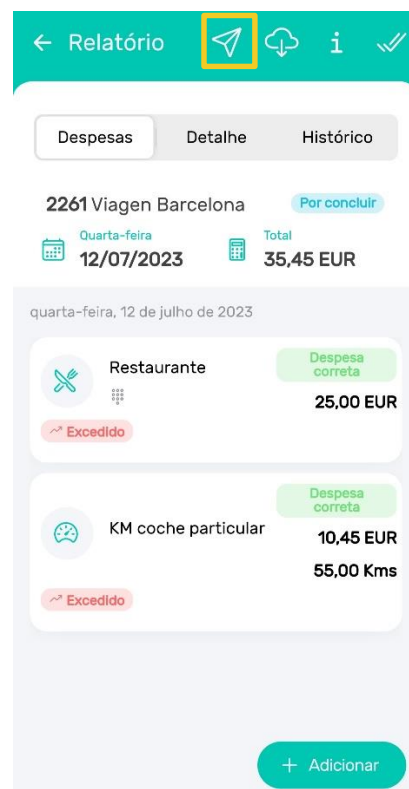 Relatório
Despesas Detalhe Histórico
2261 Viagen Barcelona Por concluir
Quarta-feira Total
12/07/2023 35,45 EUR
quarta-feira, 12 de julho de 2023
Restaurante Despesa
correta
25,00 EUR
Excedido
Despesa
correta
KM coche particular 10,45 EUR
55,00 Kms
Excedido
+ Adicionar